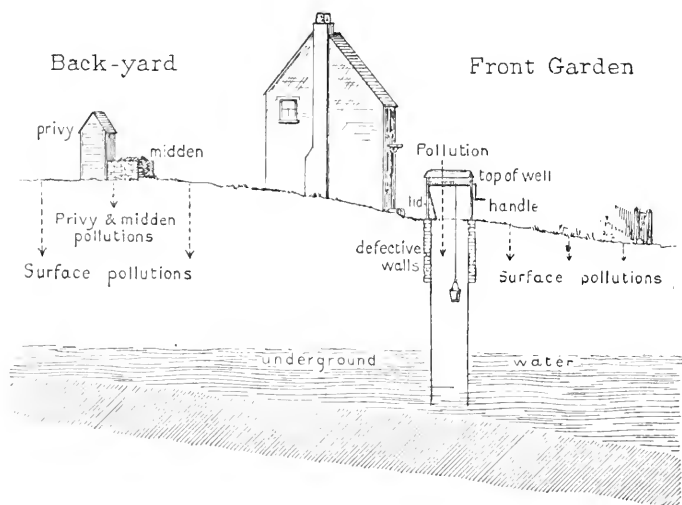 Back-yard
Front Garden
privy
midden
Pollution
top of well
lid
handle
Privy & midden
pollutions
defective
walls
Surface pollutions
Surface pollutions
underground
water